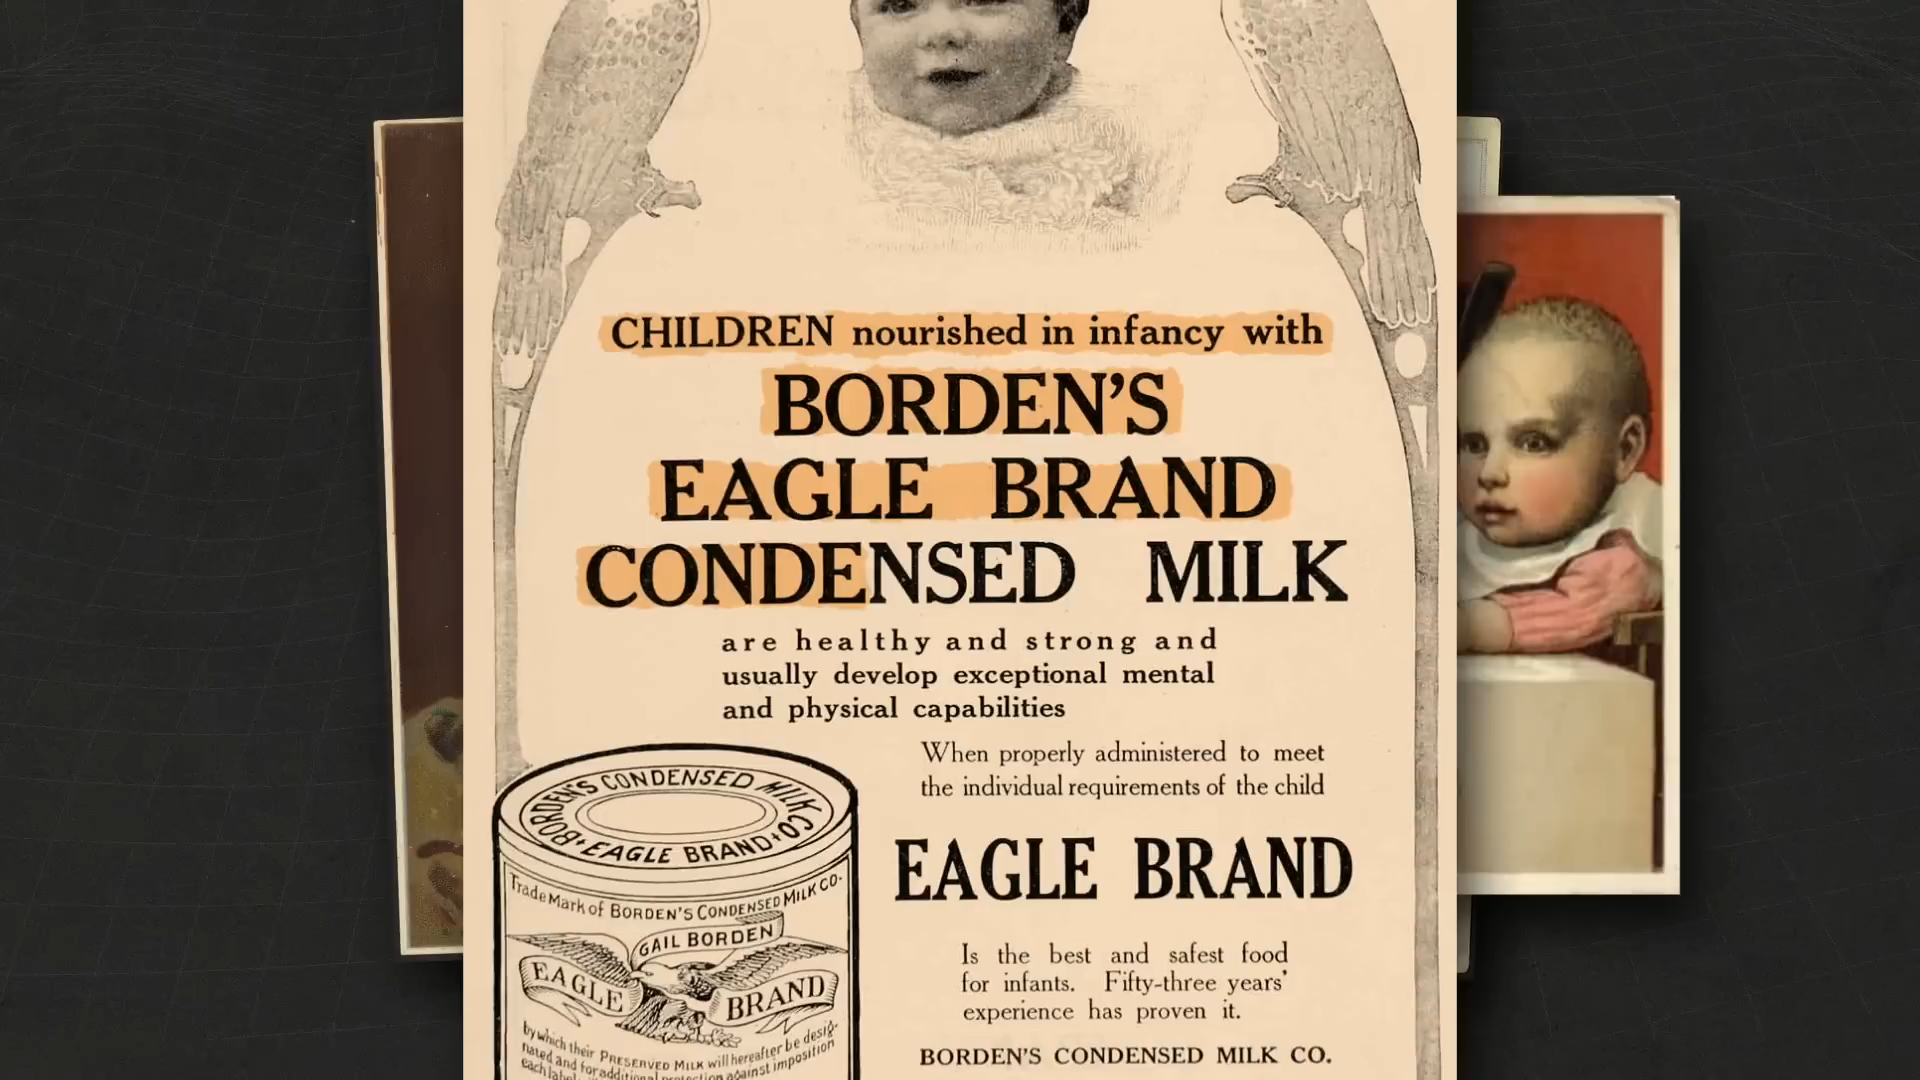 CHILDREN nourished in infancy with
BORDEN'S
EAGLE BRAND
CONDENSED MILK
are healthy and strong and
usually develop exceptional mental
and physical capabilities
When properly administered to meet
the individual requirements of the child
EAGLE BRAND
Is the best and safest food
for infants. Fifty-three years'
experience has proven it.
BORDEN'S CONDENSED MILK CO.
BORDEN'S CONDENSED MILK CO
EAGLE BRAND
Trade Mark of BORDEN'S CONDENSED MILK CO.
GAIL BORDEN
EAGLE BRAND
by which their PRESERVED MILK will hereafter be desig-
nated and for additional protection against imposition
each label